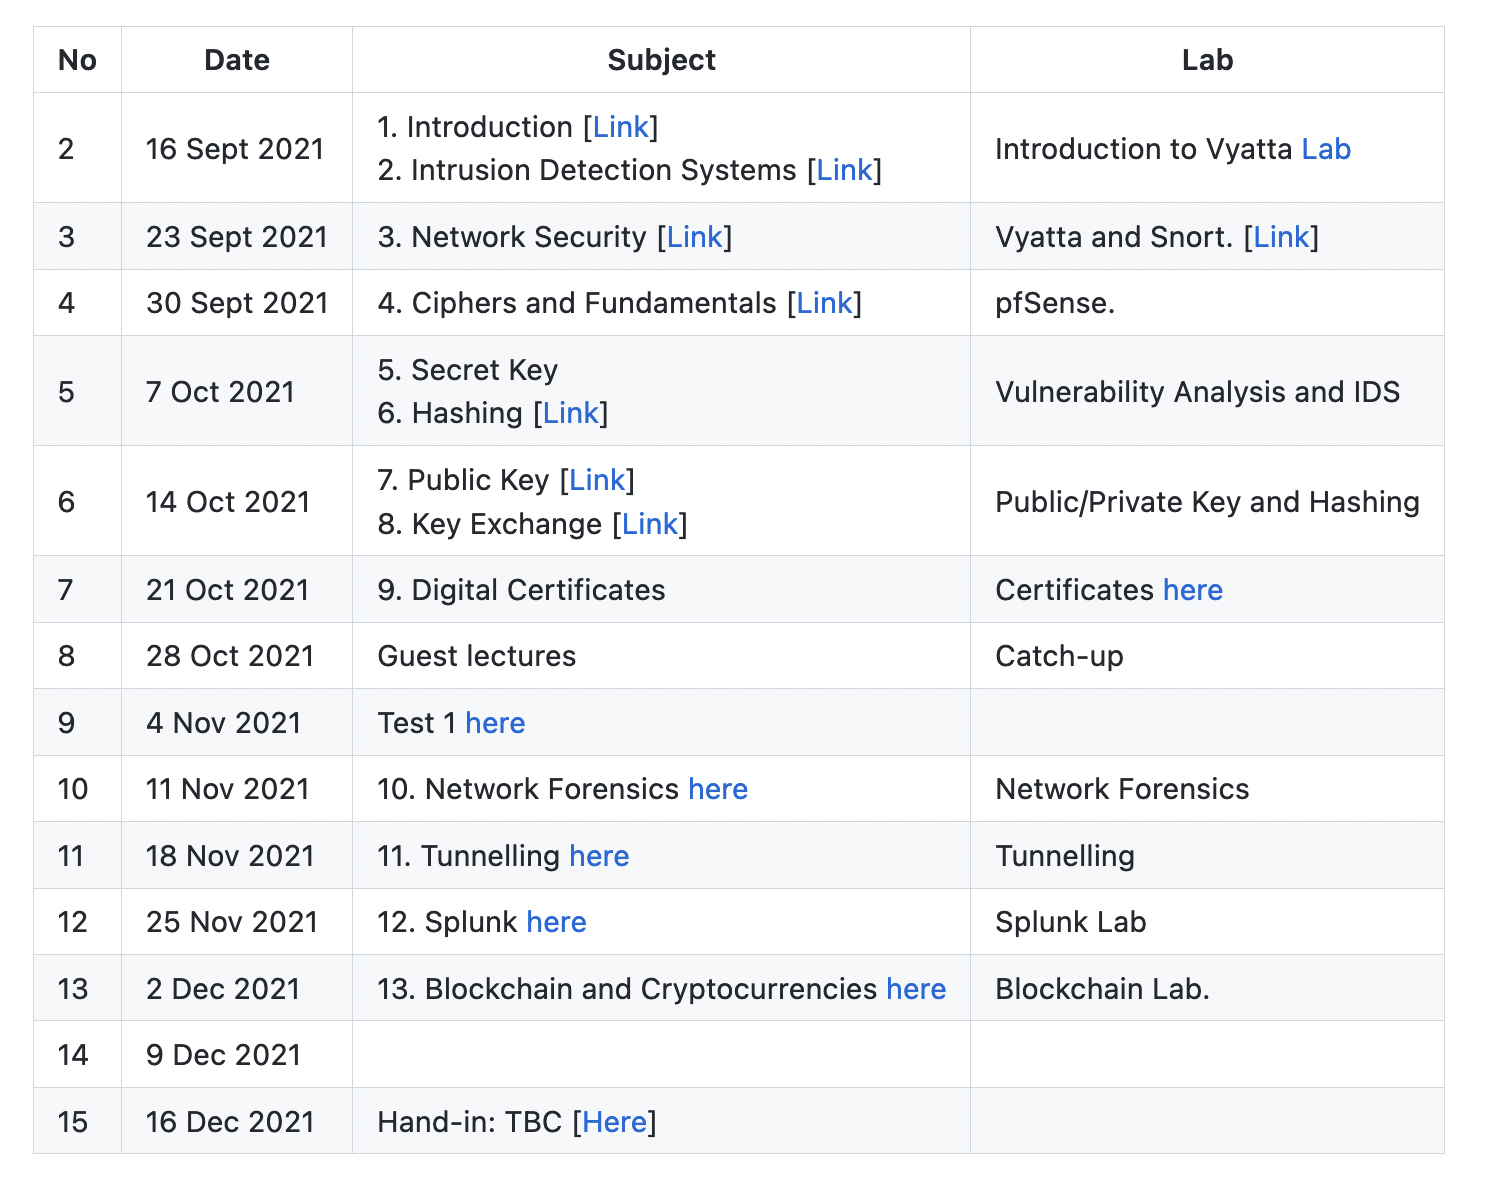 No Date Subject Lab
2 16 Sept 2021 1. Introduction [Link]
2. Intrusion Detection Systems [Link] Introduction to Vyatta Lab
3 23 Sept 2021 3. Network Security [Link] Vyatta and Snort. [Link]
4 30 Sept 2021 4. Ciphers and Fundamentals [Link] pfSense.
5 7 Oct 2021 5. Secret Key
6. Hashing [Link] Vulnerability Analysis and IDS
6 14 Oct 2021 7. Public Key [Link]
8. Key Exchange [Link] Public/Private Key and Hashing
7 21 Oct 2021 9. Digital Certificates Certificates here
8 28 Oct 2021 Guest lectures Catch-up
9 4 Nov 2021 Test 1 here
10 11 Nov 2021 10. Network Forensics here Network Forensics
11 18 Nov 2021 11. Tunnelling here Tunnelling
12 25 Nov 2021 12. Splunk here Splunk Lab
13 2 Dec 2021 13. Blockchain and Cryptocurrencies here Blockchain Lab.
14 9 Dec 2021
15 16 Dec 2021 Hand-in: TBC [Here]